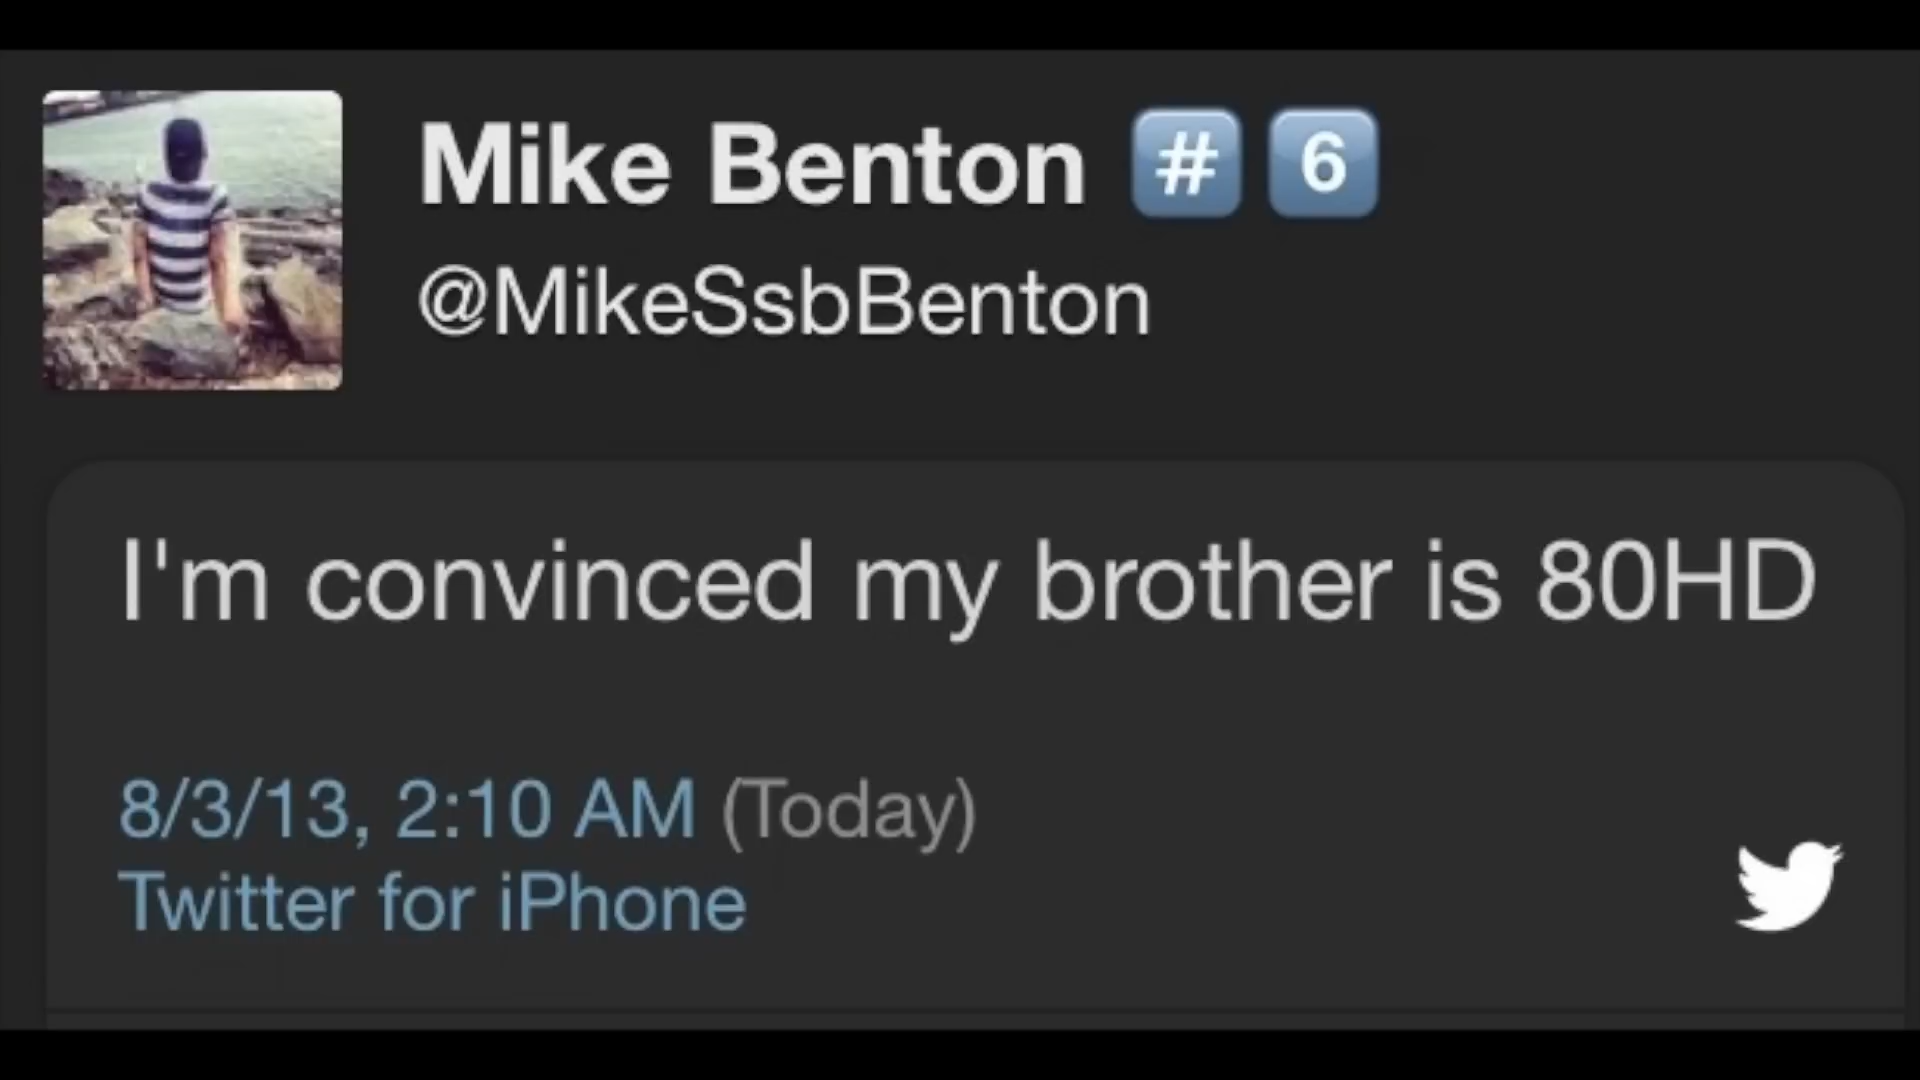 Mike Benton #️⃣ 6️⃣
@MikeSsbBenton
I'm convinced my brother is 80HD
8/3/13, 2:10 AM (Today)
Twitter for iPhone